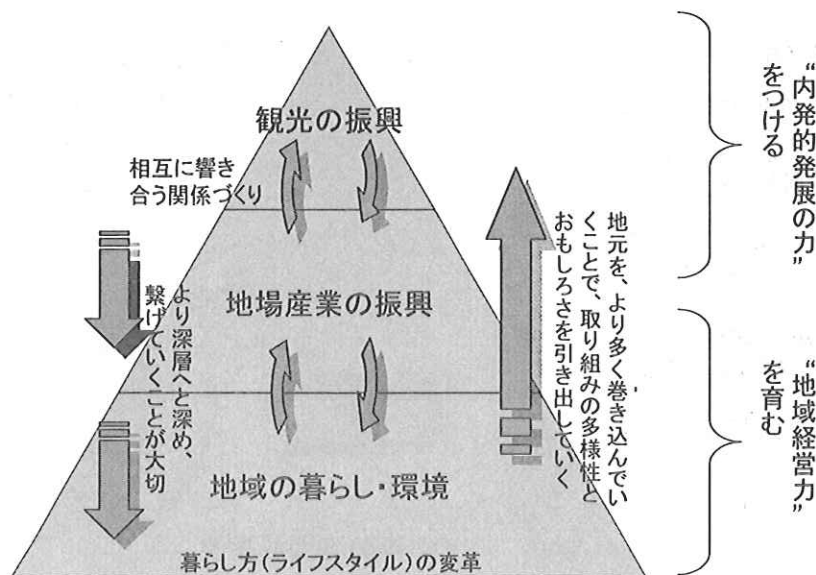 観光の振興
相互に響き
合う関係づくり
地場産業の振興
より深層へと深め、
繋げていくことが大切
地域の暮らし・環境
暮らし方(ライフスタイル)の変革
地元を、より多く巻き込んでい
くことで、取り組みの多様性と
おもしろさを引き出していく
“内発的発展の力”
をつける
“地域経営力”
を育む